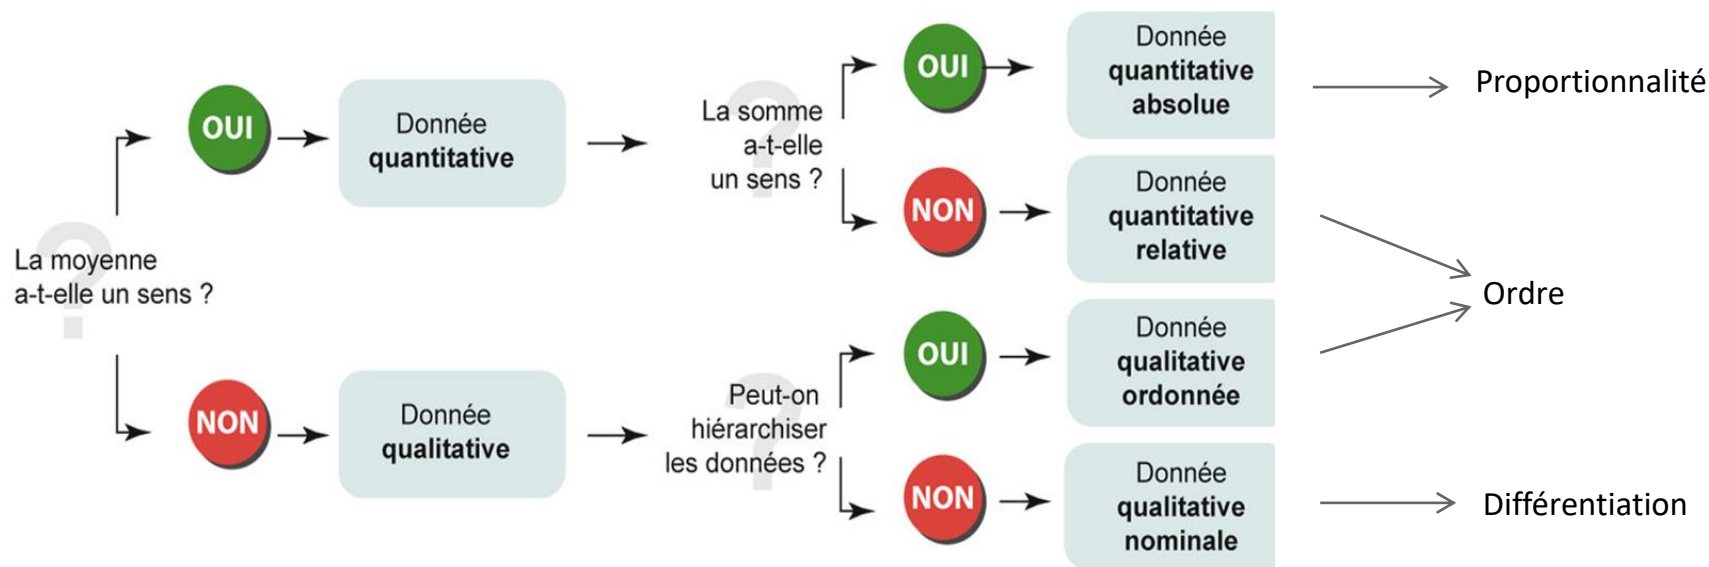 La moyenne
a-t-elle un sens ?
OUI
Donnée
quantitative
La somme
a-t-elle
un sens ?
OUI
Donnée
quantitative
absolue
Proportionnalité
NON
Donnée
quantitative
relative
Ordre
NON
Donnée
qualitative
Peut-on
hiérarchiser
les données ?
OUI
Donnée
qualitative
ordonnée
NON
Donnée
qualitative
nominale
Différentiation